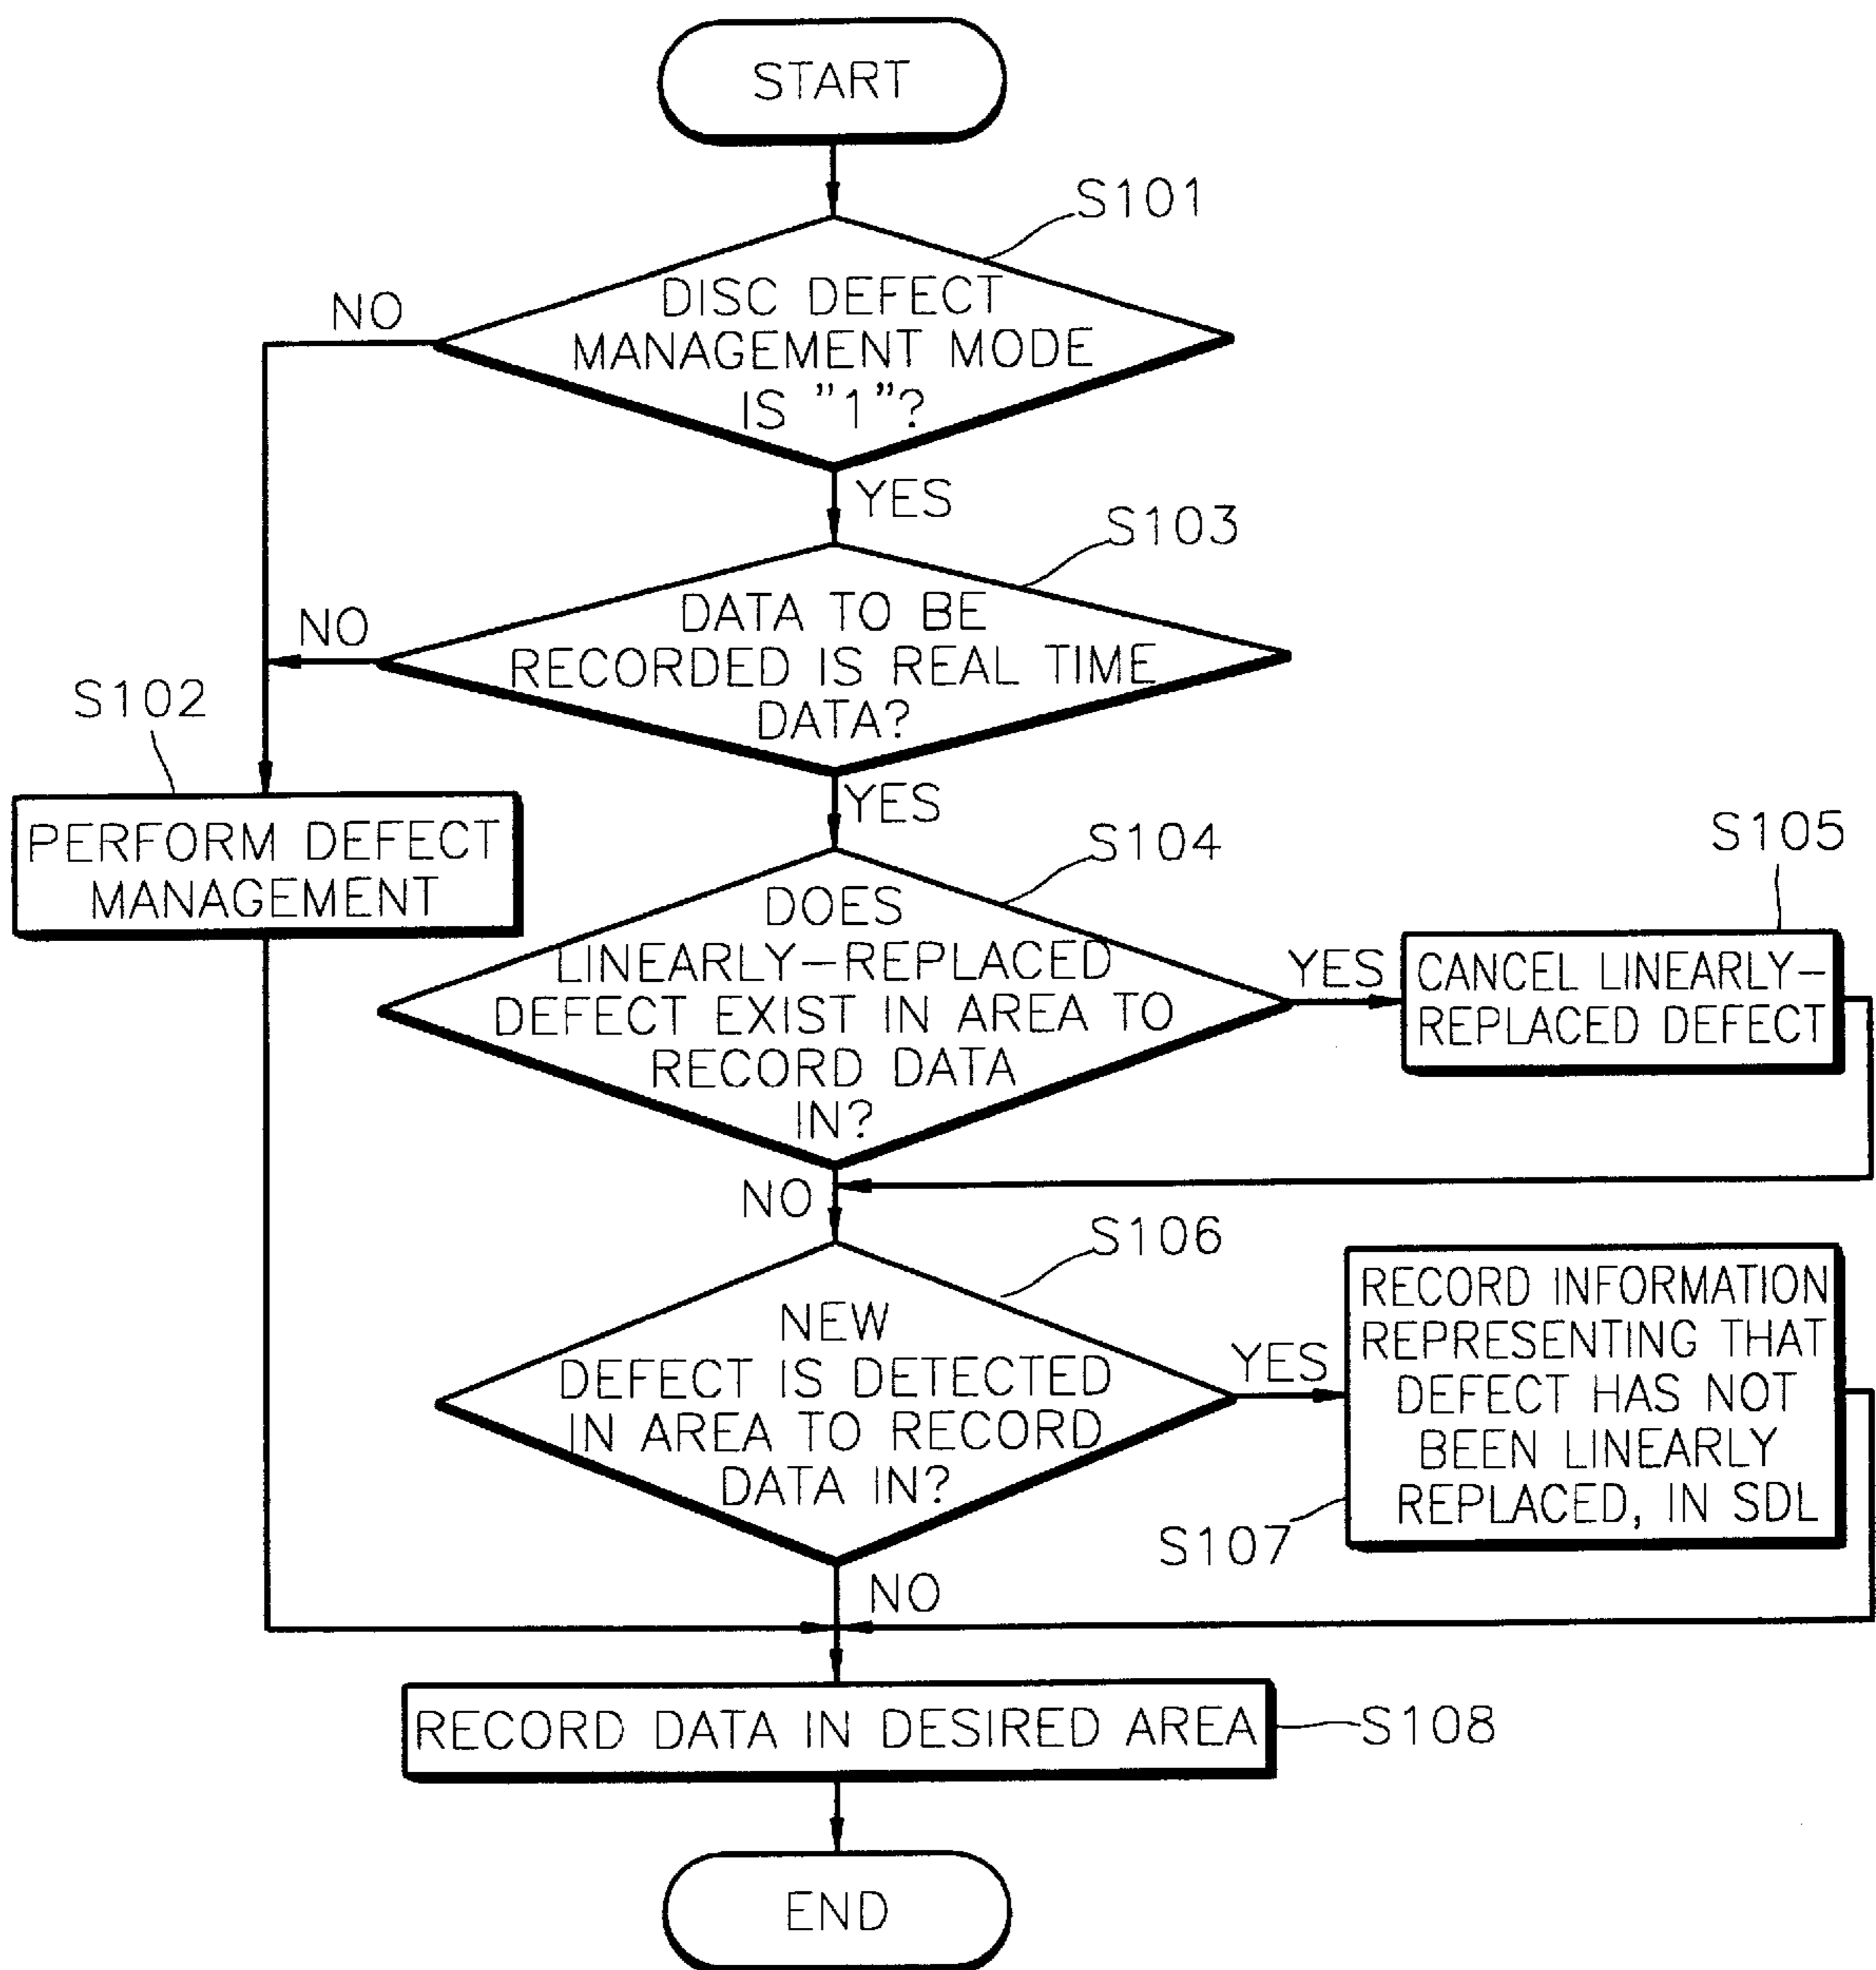 START
S101
DISC DEFECT
MANAGEMENT MODE
IS "1"?
NO
YES
S103
DATA TO BE
RECORDED IS REAL TIME
DATA?
NO
YES
S102
PERFORM DEFECT
MANAGEMENT
S104
DOES
LINEARLY-REPLACED
DEFECT EXIST IN AREA TO
RECORD DATA
IN?
YES
S105
CANCEL LINEARLY-
REPLACED DEFECT
NO
S106
NEW
DEFECT IS DETECTED
IN AREA TO RECORD
DATA IN?
YES
RECORD INFORMATION
REPRESENTING THAT
DEFECT HAS NOT
BEEN LINEARLY
REPLACED, IN SDL
S107
NO
RECORD DATA IN DESIRED AREA
S108
END